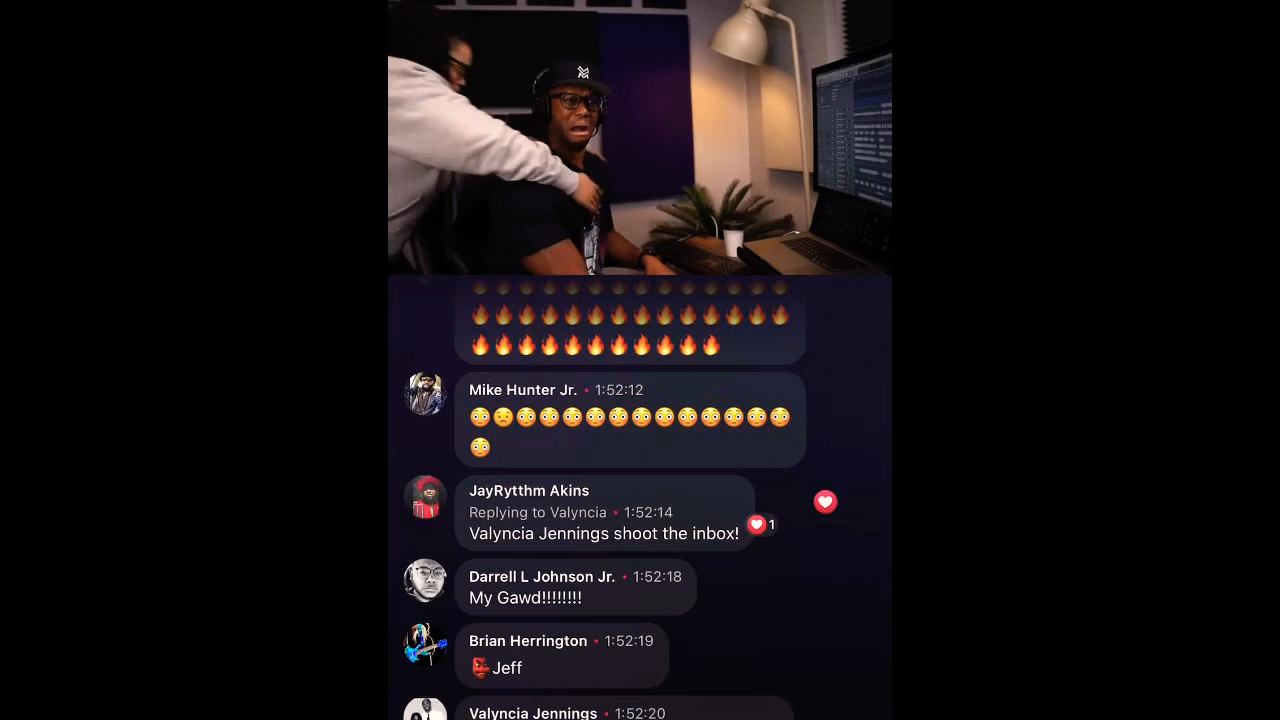 Mike Hunter Jr. • 1:52:12
JayRytthm Akins
Replying to Valyncia • 1:52:14
Valyncia Jennings shoot the inbox!
1
Darrell L Johnson Jr. • 1:52:18
My Gawd!!!!!!!!
Brian Herrington • 1:52:19
👺Jeff
Valyncia Jennings • 1:52:20